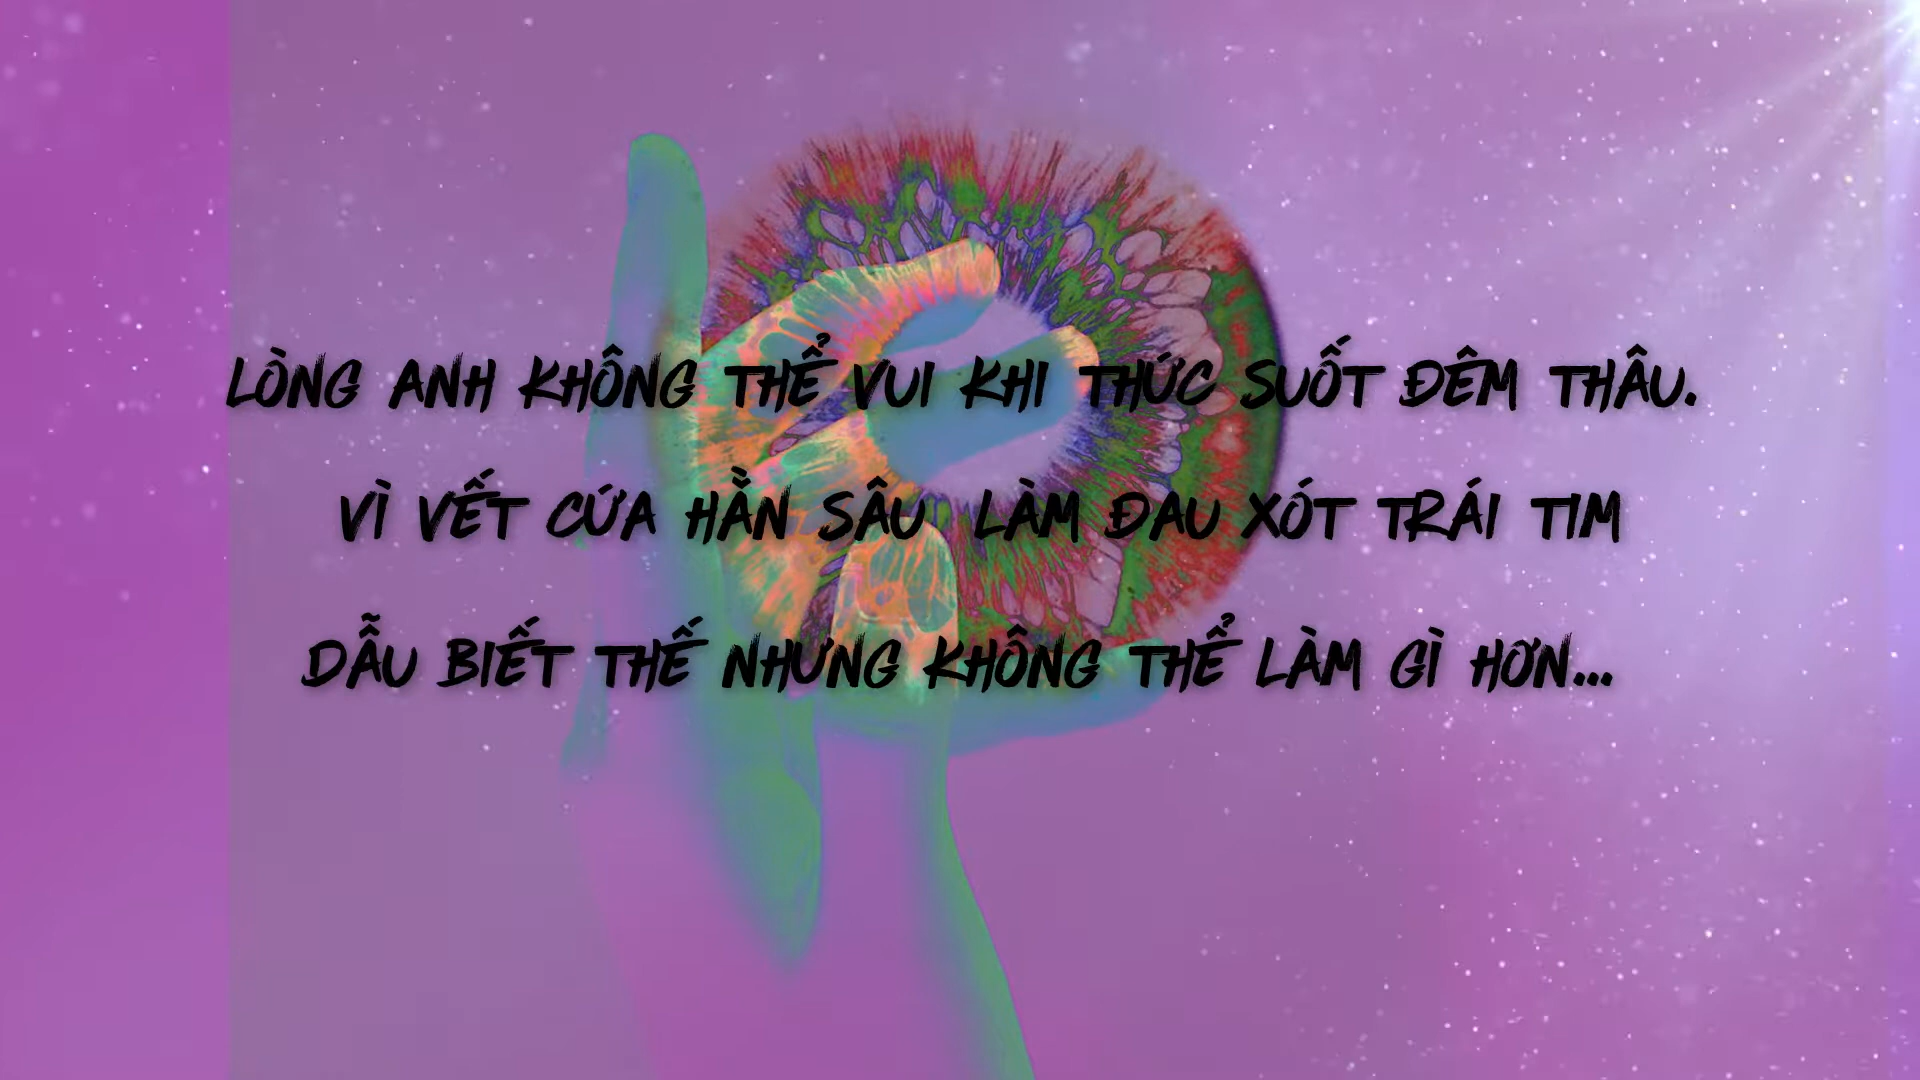 LÒNG ANH KHÔNG THỂ VUI KHI THỨC SUỐT ĐÊM THÂU.
VÌ VẾT CỨA HẰN SÂU LÀM ĐAU XÓT TRÁI TIM
DẪU BIẾT THẾ NHƯNG KHÔNG THỂ LÀM GÌ HƠN...